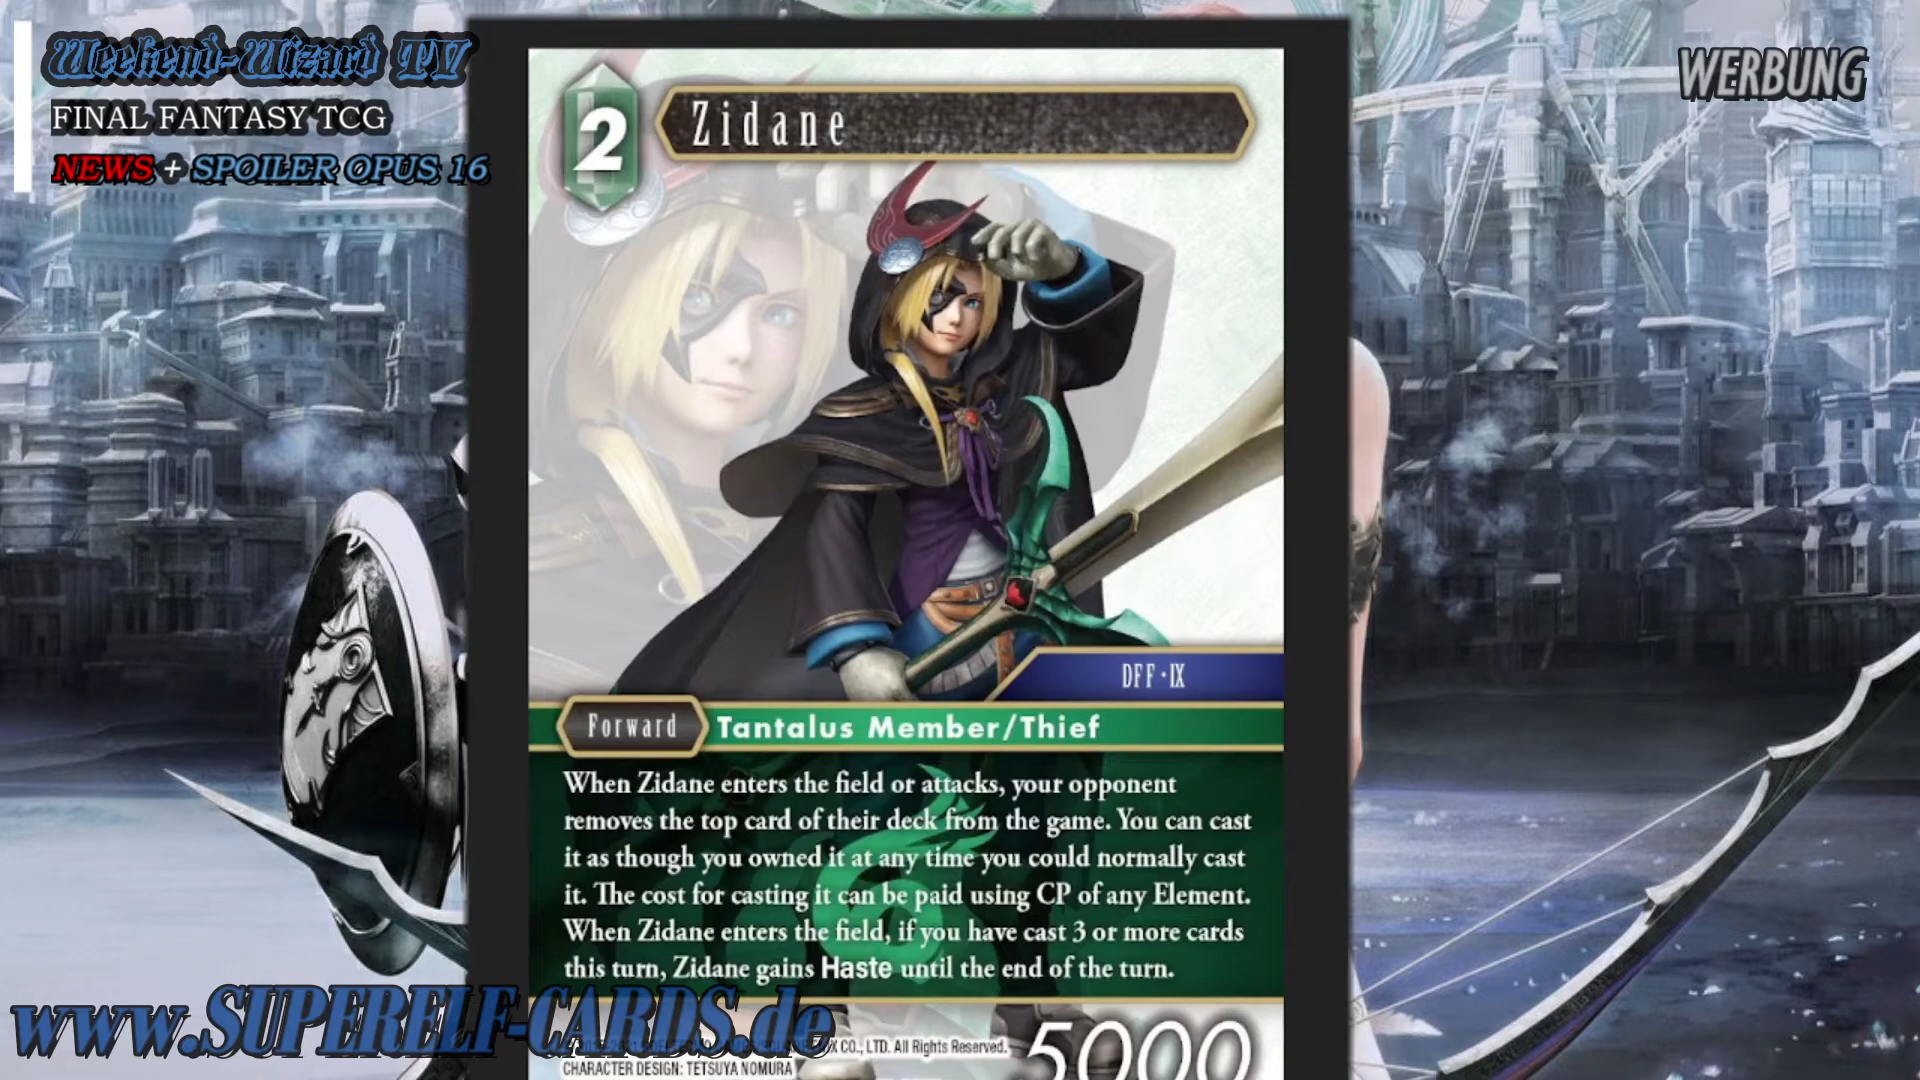 Weekend-Wizard TV
FINAL FANTASY TCG
NEWS + SPOILER OPUS 16
WERBUNG
2
Zidane
DFF·IX
Forward
Tantalus Member/Thief
When Zidane enters the field or attacks, your opponent
removes the top card of their deck from the game. You can cast
it as though you owned it at any time you could normally cast
it. The cost for casting it can be paid using CP of any Element.
When Zidane enters the field, if you have cast 3 or more cards
this turn, Zidane gains Haste until the end of the turn.
www.SUPERELF-CARDS.de
CO., LTD. All Rights Reserved.
CHARACTER DESIGN: TETSUYA NOMURA
5000